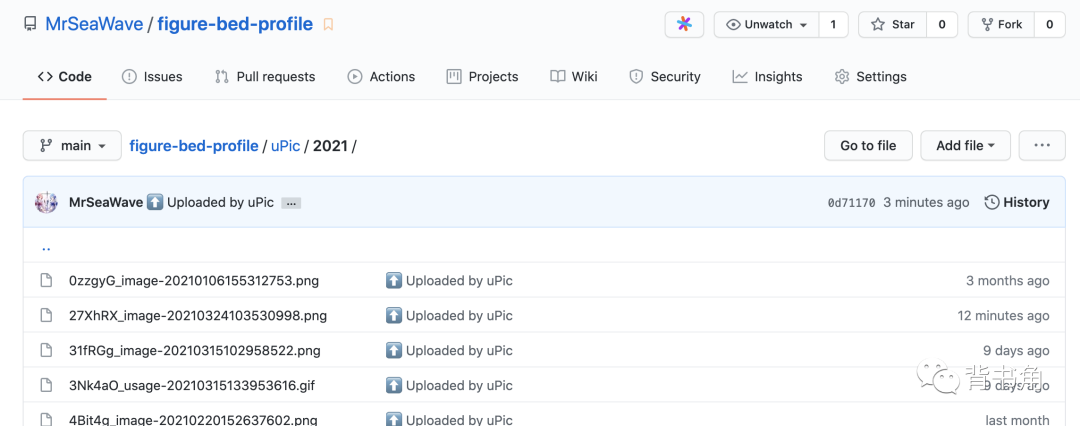 MrSeaWave / figure-bed-profile Unwatch 1 Star 0 Fork 0
Code Issues Pull requests Actions Projects Wiki Security Insights Settings
main figure-bed-profile / uPic / 2021 / Go to file Add file ...
MrSeaWave ⬆️ Uploaded by uPic ... 0d71170 3 minutes ago History
..
0zzgyG_image-20210106155312753.png ⬆️ Uploaded by uPic 3 months ago
27XhRX_image-20210324103530998.png ⬆️ Uploaded by uPic 12 minutes ago
31fRGg_image-20210315102958522.png ⬆️ Uploaded by uPic 9 days ago
3Nk4aO_usage-20210315133953616.gif ⬆️ Uploaded by uPic 9 days ago
背书角
4Bit4g_image-20210220152637602.png ⬆️ Uploaded by uPic last month